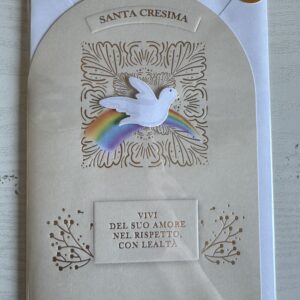 SANTA CRESIMA
VIVI
DEL SUO AMORE
NEL RISPETTO,
CON LEALTÀ